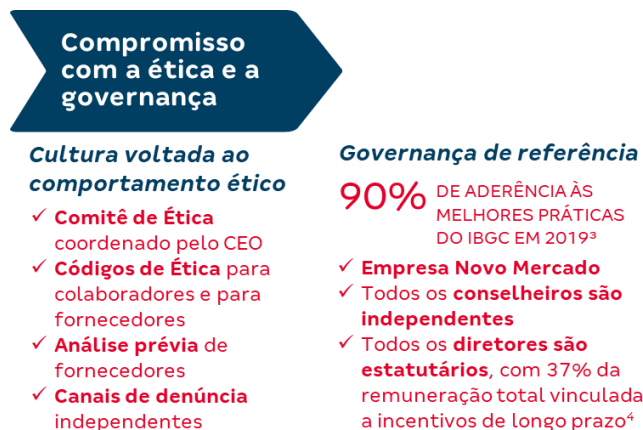 Compromisso
com a ética e a
governança
Cultura voltada ao
comportamento ético
✓ Comitê de Ética
coordenado pelo CEO
✓ Códigos de Ética para
colaboradores e para
fornecedores
✓ Análise prévia de
fornecedores
✓ Canais de denúncia
independentes
Governança de referência
90% DE ADERÊNCIA ÀS
MELHORES PRÁTICAS
DO IBGC EM 2019³
✓ Empresa Novo Mercado
✓ Todos os conselheiros são
independentes
✓ Todos os diretores são
estatutários, com 37% da
remuneração total vinculada
a incentivos de longo prazo⁴